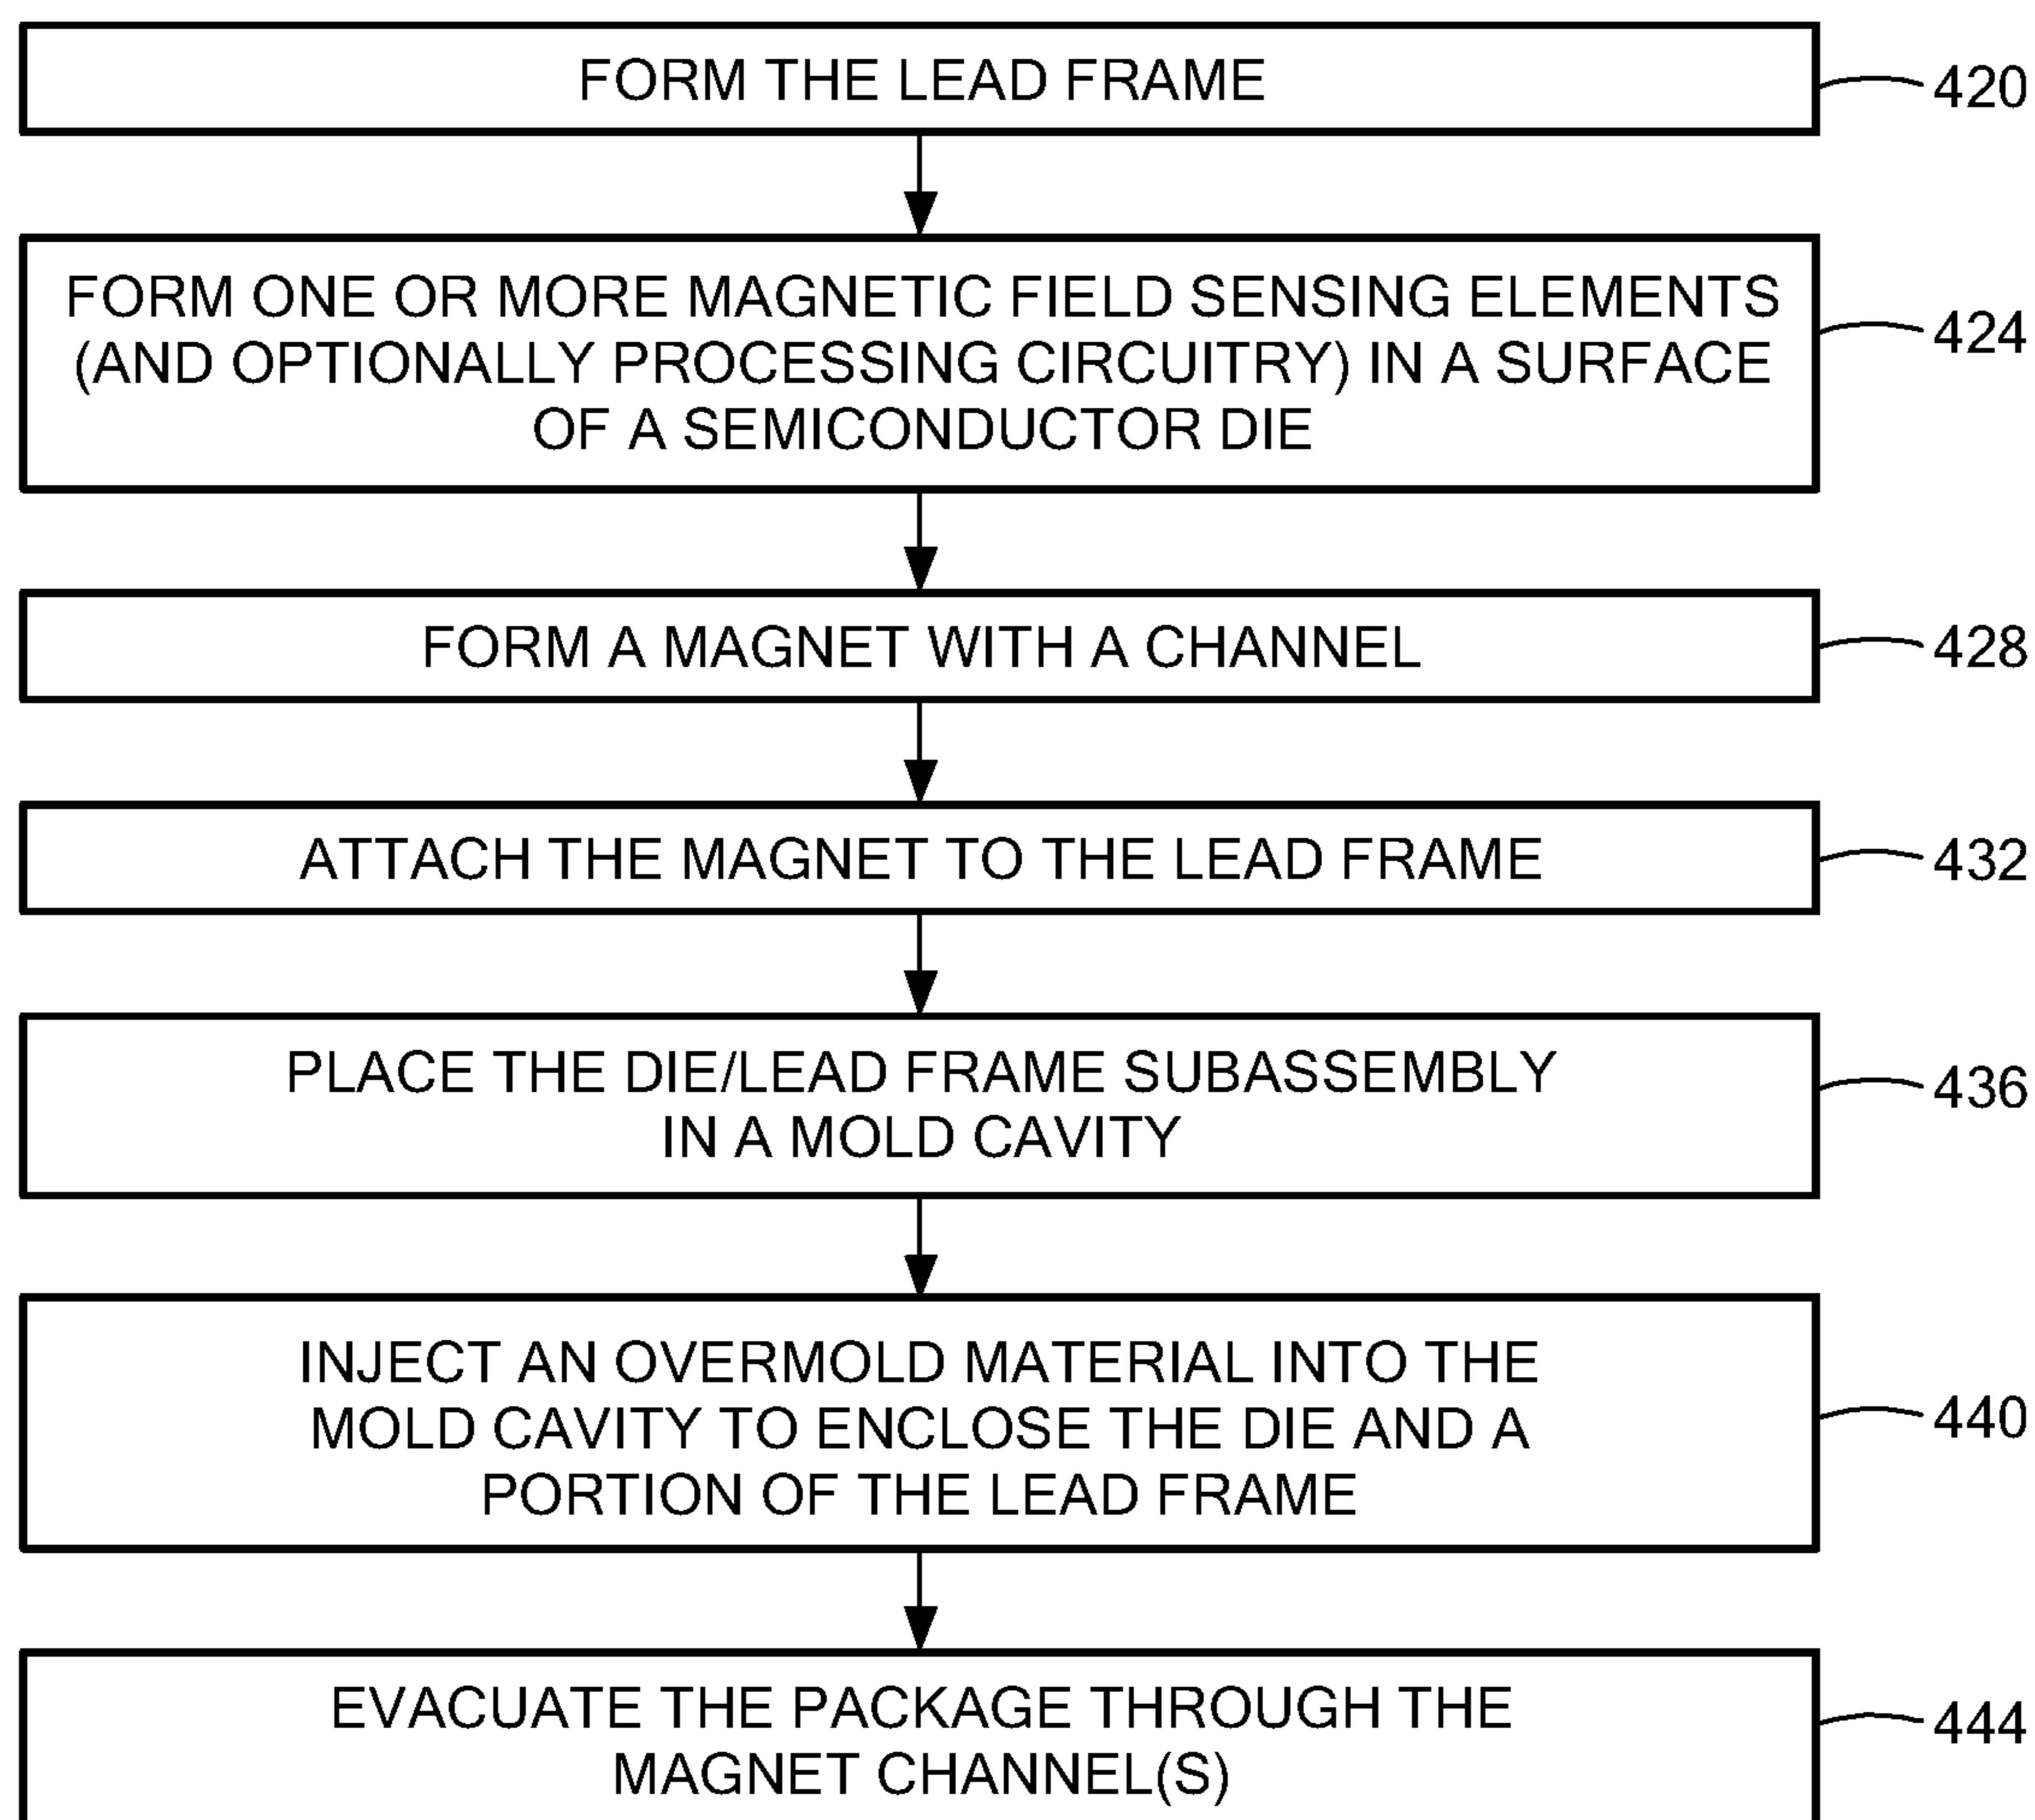 FORM THE LEAD FRAME
420
FORM ONE OR MORE MAGNETIC FIELD SENSING ELEMENTS
(AND OPTIONALLY PROCESSING CIRCUITRY) IN A SURFACE
OF A SEMICONDUCTOR DIE
424
FORM A MAGNET WITH A CHANNEL
428
ATTACH THE MAGNET TO THE LEAD FRAME
432
PLACE THE DIE/LEAD FRAME SUBASSEMBLY
IN A MOLD CAVITY
436
INJECT AN OVERMOLD MATERIAL INTO THE
MOLD CAVITY TO ENCLOSE THE DIE AND A
PORTION OF THE LEAD FRAME
440
EVACUATE THE PACKAGE THROUGH THE
MAGNET CHANNEL(S)
444